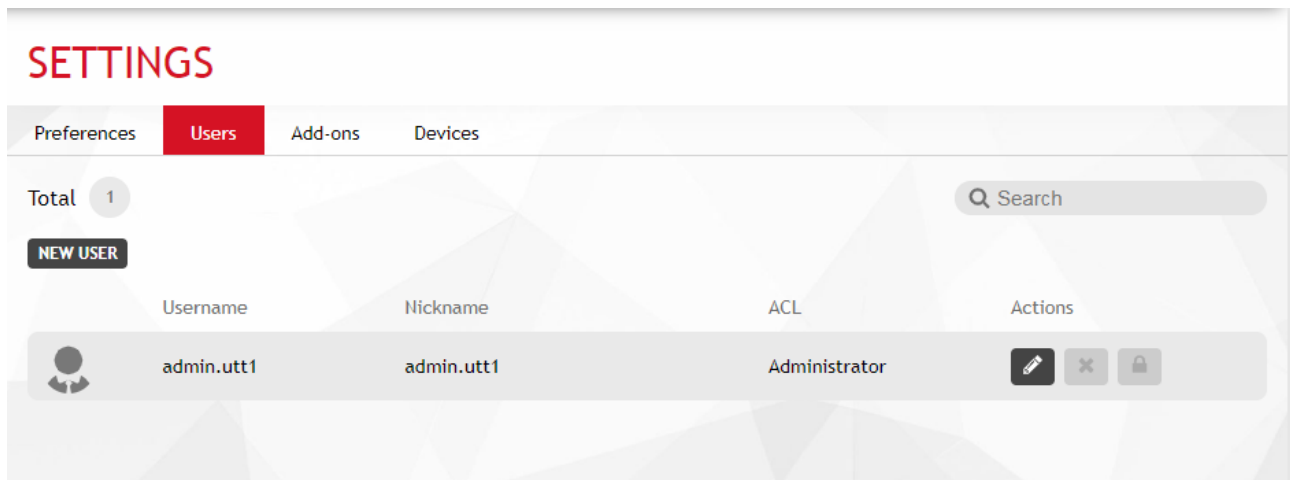 SETTINGS
Preferences Users Add-ons Devices
Total 1 Search
NEW USER
Username Nickname ACL Actions
admin.utt1 admin.utt1 Administrator